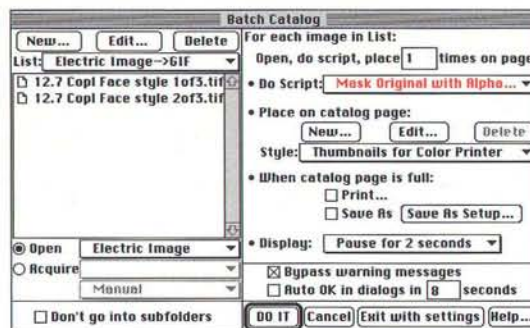 Batch Catalog
New... Edit... Delete
List: Electric Image->GIF
12.7 Copl Face style 1of3.tif
12.7 Copl Face style 2of3.tif
Open Electric Image
Acquire
Manual
Don't go into subfolders
For each image in List:
Open, do script, place 1 times on page
• Do Script: Mask Original with Alpha...
• Place on catalog page:
New... Edit... Delete
Style: Thumbnails for Color Printer
• When catalog page is full:
Print...
Save As Save As Setup...
• Display: Pause for 2 seconds
Bypass warning messages
Auto OK in dialogs in 8 seconds
DO IT Cancel Exit with settings Help...